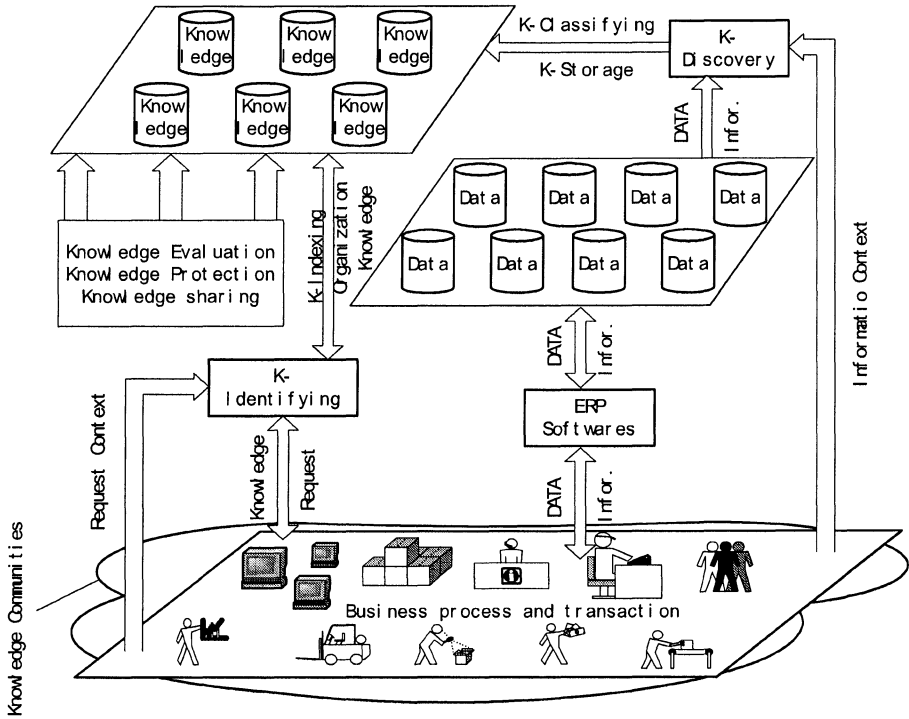 Know
ledge
Know
ledge
Know
ledge
Know
ledge
Know
ledge
Know
ledge
K-Classifying
K-Storage
K-
Discovery
DATA
Infor.
Data
Data
Data
Data
Data
Data
Data
Data
Knowledge Evaluation
Knowledge Protection
Knowledge sharing
K-Indexing
Organization
Knowledge
Informatio Context
DATA
Infor.
K-
Identifying
ERP
Softwares
Request Context
Knowledge
Request
DATA
Infor.
Knowledge Communities
Business process and transaction